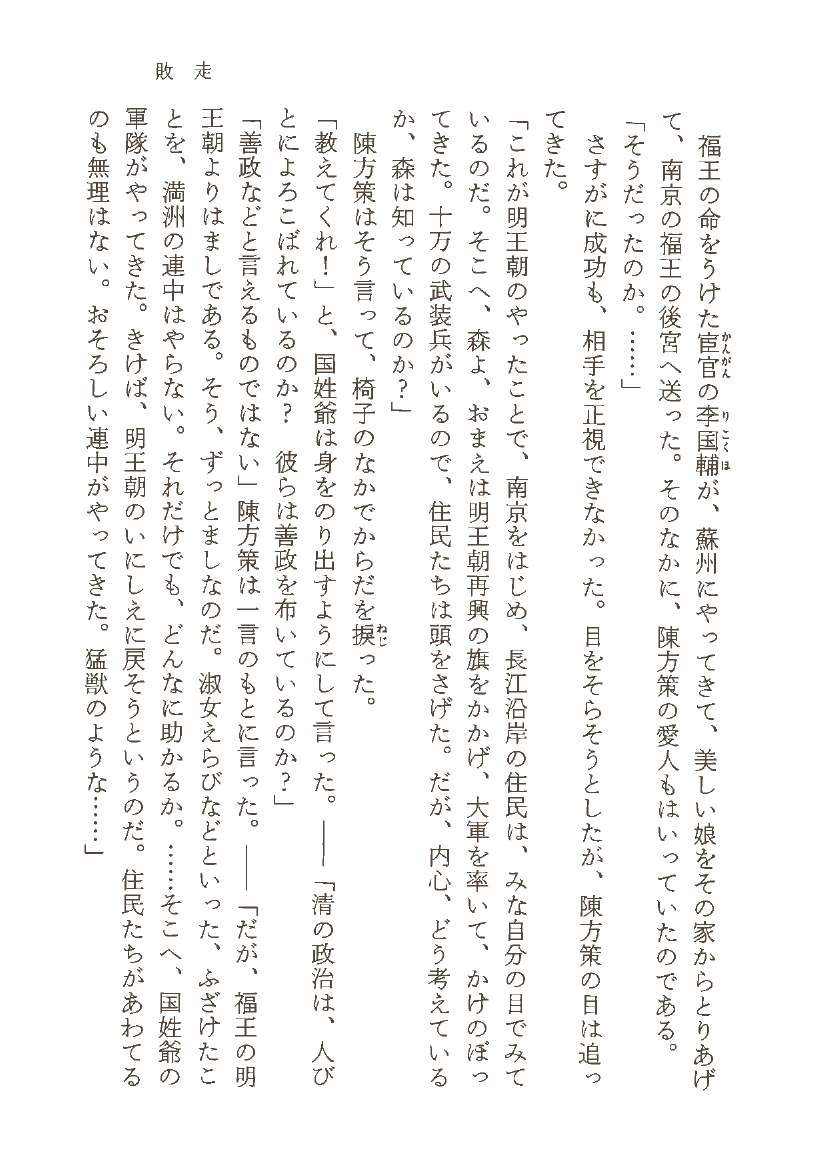 敗走
福王の命をうけた宦官の李国輔が、蘇州にやってきて、美しい娘をその家からとりあげ
て、南京の福王の後宮へ送った。そのなかに、陳方策の愛人もはいっていたのである。
「そうだったのか。……」
さすがに成功も、相手を正視できなかった。目をそらそうとしたが、陳方策の目は追っ
てきた。
「これが明王朝のやったことで、南京をはじめ、長江沿岸の住民は、みな自分の目でみて
いるのだ。そこへ、森よ、おまえは明王朝再興の旗をかかげ、大軍を率いて、かけのぼっ
てきた。十万の武装兵がいるので、住民たちは頭をさげた。だが、内心、どう考えている
か、森は知っているのか?」
陳方策はそう言って、椅子のなかでからだを捩った。
「教えてくれ!」と、国姓爺は身をのり出すようにして言った。――「清の政治は、人び
とによろこばれているのか? 彼らは善政を布いているのか?」
「善政などと言えるものではない」陳方策は一言のもとに言った。――「だが、福王の明
王朝よりはましである。そう、ずっとましなのだ。淑女えらびなどといった、ふざけたこ
とを、満洲の連中はやらない。それだけでも、どんなに助かるか。……そこへ、国姓爺の
軍隊がやってきた。きけば、明王朝のいにしえに戻そうというのだ。住民たちがあわてる
のも無理はない。おそろしい連中がやってきた。猛獣のような……」
かんがん
りこくほ
ねじ